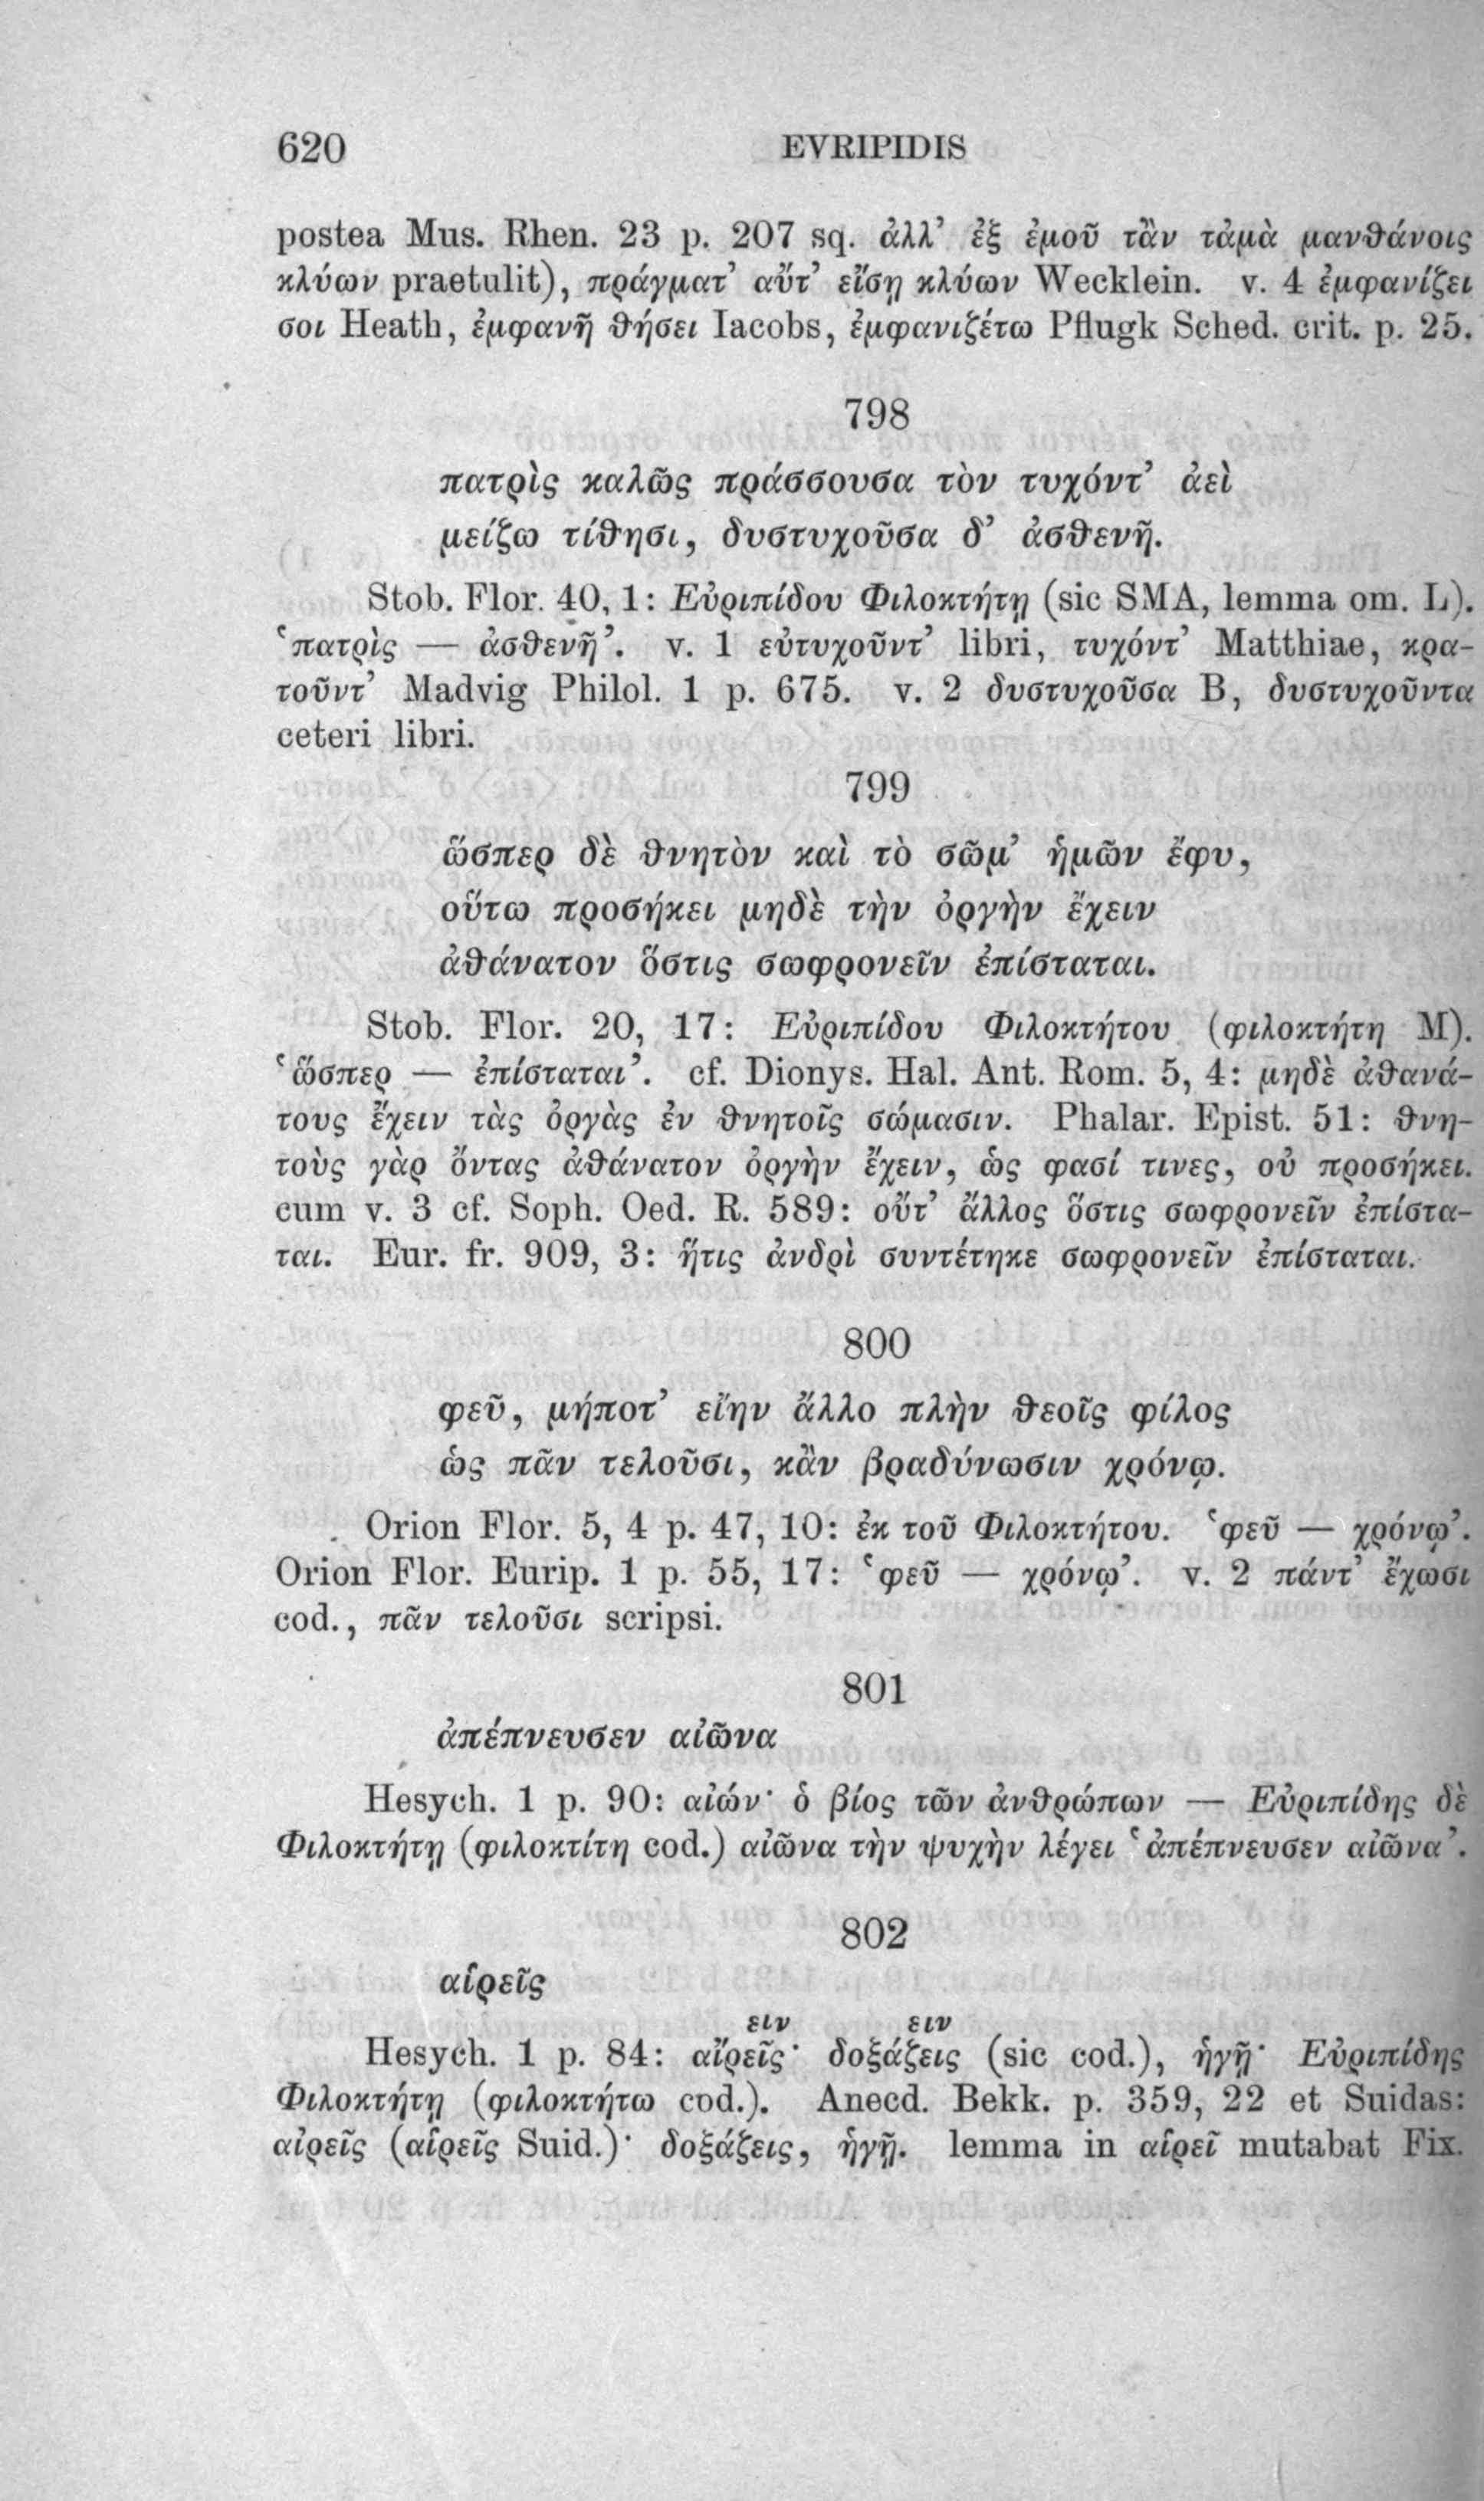 620 EVRIPIDIS
postea Mus. Rhen. 23 p. 207 sq. ἀλλ’ ἐξ ἐμοῦ τἂν τἀμὰ μανθάνοις
κλύων praetulit), πράγματ’ αὔτ’ εἴσῃ κλύων Wecklein. v. 4 ἐμφανίζει
σοι Heath, ἐμφανῆ θήσει Iacobs, ἐμφανιζέτω Pflugk Sched. crit. p. 25.
798
πατρὶς καλῶς πράσσουσα τὸν τυχόντ’ ἀεὶ
μείζω τίθησι, δυστυχοῦσα δ’ ἀσθενῆ.
Stob. Flor. 40, 1: Εὐριπίδου Φιλοκτήτῃ (sic SMA, lemma om. L).
‘πατρὶς — ἀσθενῆ’. v. 1 εὐτυχοῦντ’ libri, τυχόντ’ Matthiae, κρα-
τοῦντ’ Madvig Philol. 1 p. 675. v. 2 δυστυχοῦσα B, δυστυχοῦντα
ceteri libri.
799
ὥσπερ δὲ θνητὸν καὶ τὸ σῶμ’ ἡμῶν ἔφυ,
οὕτω προσήκει μηδὲ τὴν ὀργὴν ἔχειν
ἀθάνατον ὅστις σωφρονεῖν ἐπίσταται.
Stob. Flor. 20, 17: Εὐριπίδου Φιλοκτήτου (φιλοκτήτη M).
‘ὥσπερ — ἐπίσταται’. cf. Dionys. Hal. Ant. Rom. 5, 4: μηδὲ ἀθανά-
τους ἔχειν τὰς ὀργὰς ἐν θνητοῖς σώμασιν. Phalar. Epist. 51: θνη-
τοὺς γὰρ ὄντας ἀθάνατον ὀργὴν ἔχειν, ὥς φασί τινες, οὐ προσήκει.
cum v. 3 cf. Soph. Oed. R. 589: οὔτ’ ἄλλος ὅστις σωφρονεῖν ἐπίστα-
ται. Eur. fr. 909, 3: ἥτις ἀνδρὶ συντέτηκε σωφρονεῖν ἐπίσταται.
800
φεῦ, μήποτ’ εἴην ἄλλο πλὴν θεοῖς φίλος
ὡς πᾶν τελοῦσι, κἂν βραδύνωσιν χρόνῳ.
Orion Flor. 5, 4 p. 47, 10: ἐκ τοῦ Φιλοκτήτου. ‘φεῦ — χρόνῳ’.
Orion Flor. Eurip. 1 p. 55, 17: ‘φεῦ — χρόνῳ’. v. 2 πάντ’ ἔχωσι
cod., πᾶν τελοῦσι scripsi.
801
ἀπέπνευσεν αἰῶνα
Hesych. 1 p. 90: αἰών· ὁ βίος τῶν ἀνθρώπων — Εὐριπίδης δὲ
Φιλοκτήτῃ (φιλοκτίτη cod.) αἰῶνα τὴν ψυχὴν λέγει ‘ἀπέπνευσεν αἰῶνα’.
802
αἱρεῖς
ειν ειν
Hesych. 1 p. 84: αἴρεῖς· δοξάζεις (sic cod.), ἡγῇ· Εὐριπίδης
Φιλοκτήτῃ (φιλοκτήτω cod.). Anecd. Bekk. p. 359, 22 et Suidas:
αἰρεῖς (αἱρεῖς Suid.)· δοξάζεις, ἡγῇ. lemma in αἱρεῖ mutabat Fix.